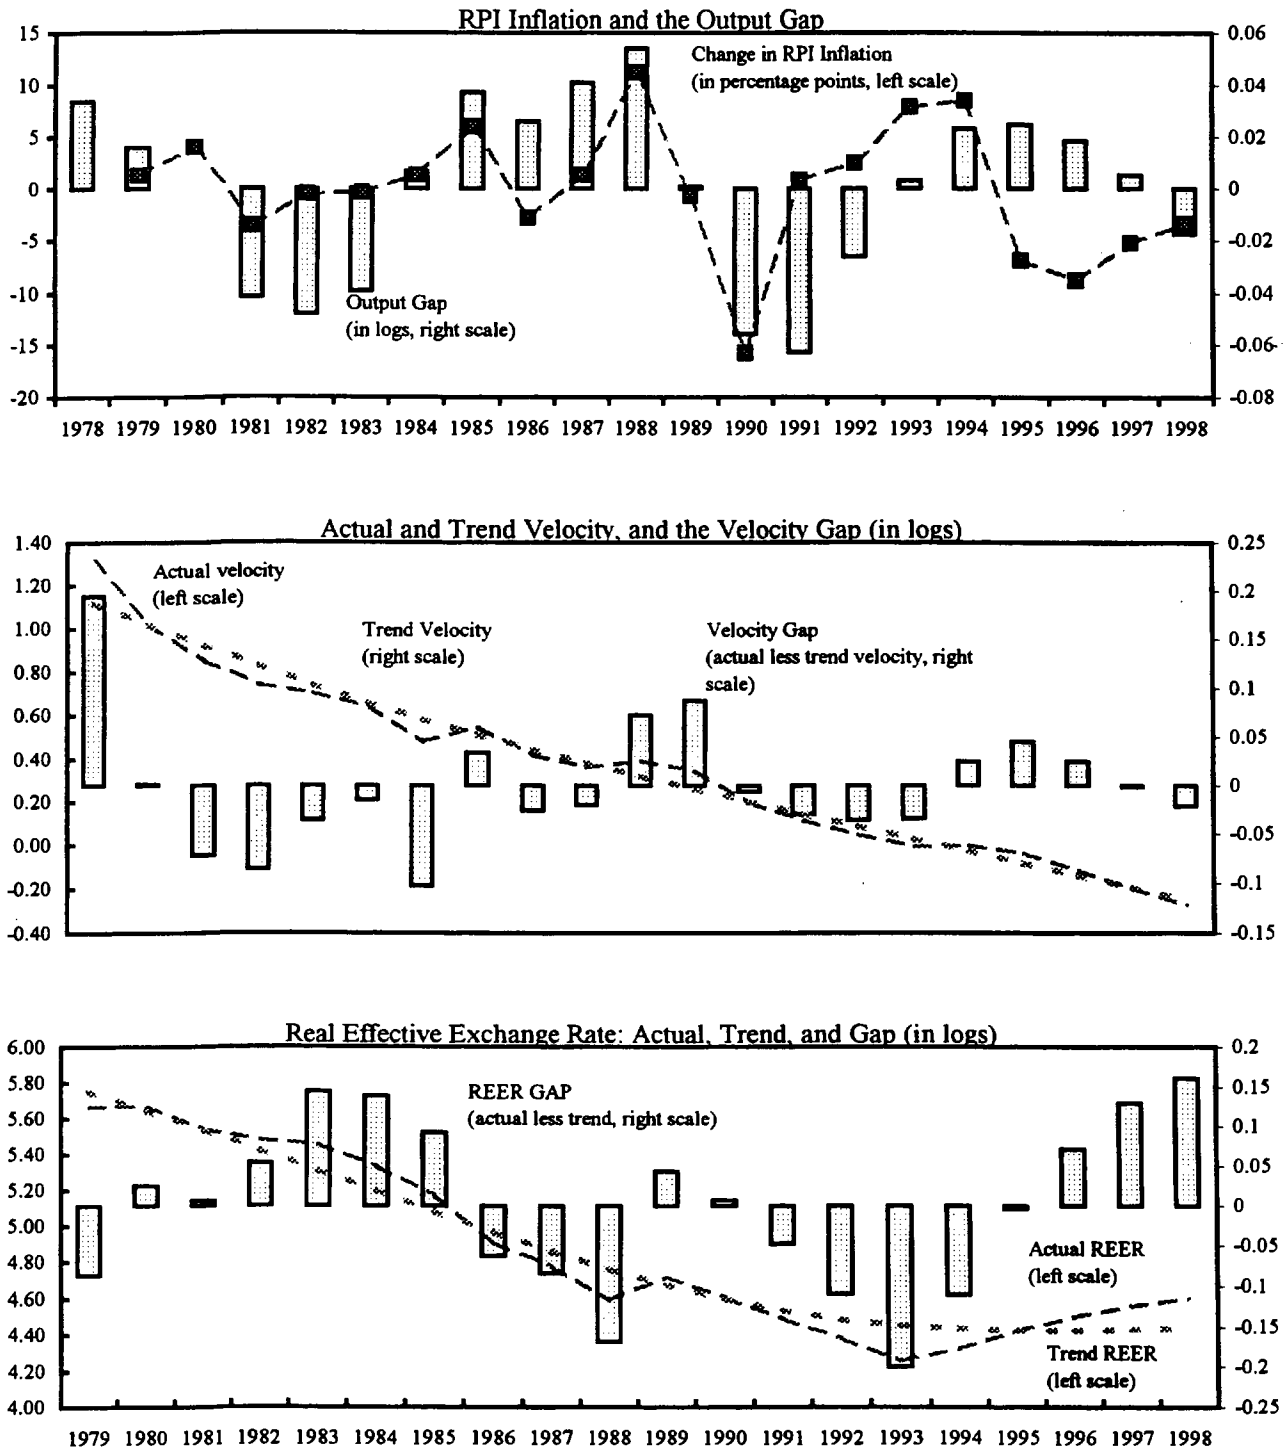 RPI Inflation and the Output Gap
15
10
5
0
-5
-10
-15
-20
0.06
0.04
0.02
0
-0.02
-0.04
-0.06
-0.08
Change in RPI Inflation
(in percentage points, left scale)
Output Gap
(in logs, right scale)
1978 1979 1980 1981 1982 1983 1984 1985 1986 1987 1988 1989 1990 1991 1992 1993 1994 1995 1996 1997 1998
Actual and Trend Velocity, and the Velocity Gap (in logs)
1.40
1.20
1.00
0.80
0.60
0.40
0.20
0.00
-0.20
-0.40
0.25
0.2
0.15
0.1
0.05
0
-0.05
-0.1
-0.15
Actual velocity
(left scale)
Trend Velocity
(right scale)
Velocity Gap
(actual less trend velocity, right
scale)
Real Effective Exchange Rate: Actual, Trend, and Gap (in logs)
6.00
5.80
5.60
5.40
5.20
5.00
4.80
4.60
4.40
4.20
4.00
0.2
0.15
0.1
0.05
0
-0.05
-0.1
-0.15
-0.2
-0.25
REER GAP
(actual less trend, right scale)
Actual REER
(left scale)
Trend REER
(left scale)
1979 1980 1981 1982 1983 1984 1985 1986 1987 1988 1989 1990 1991 1992 1993 1994 1995 1996 1997 1998